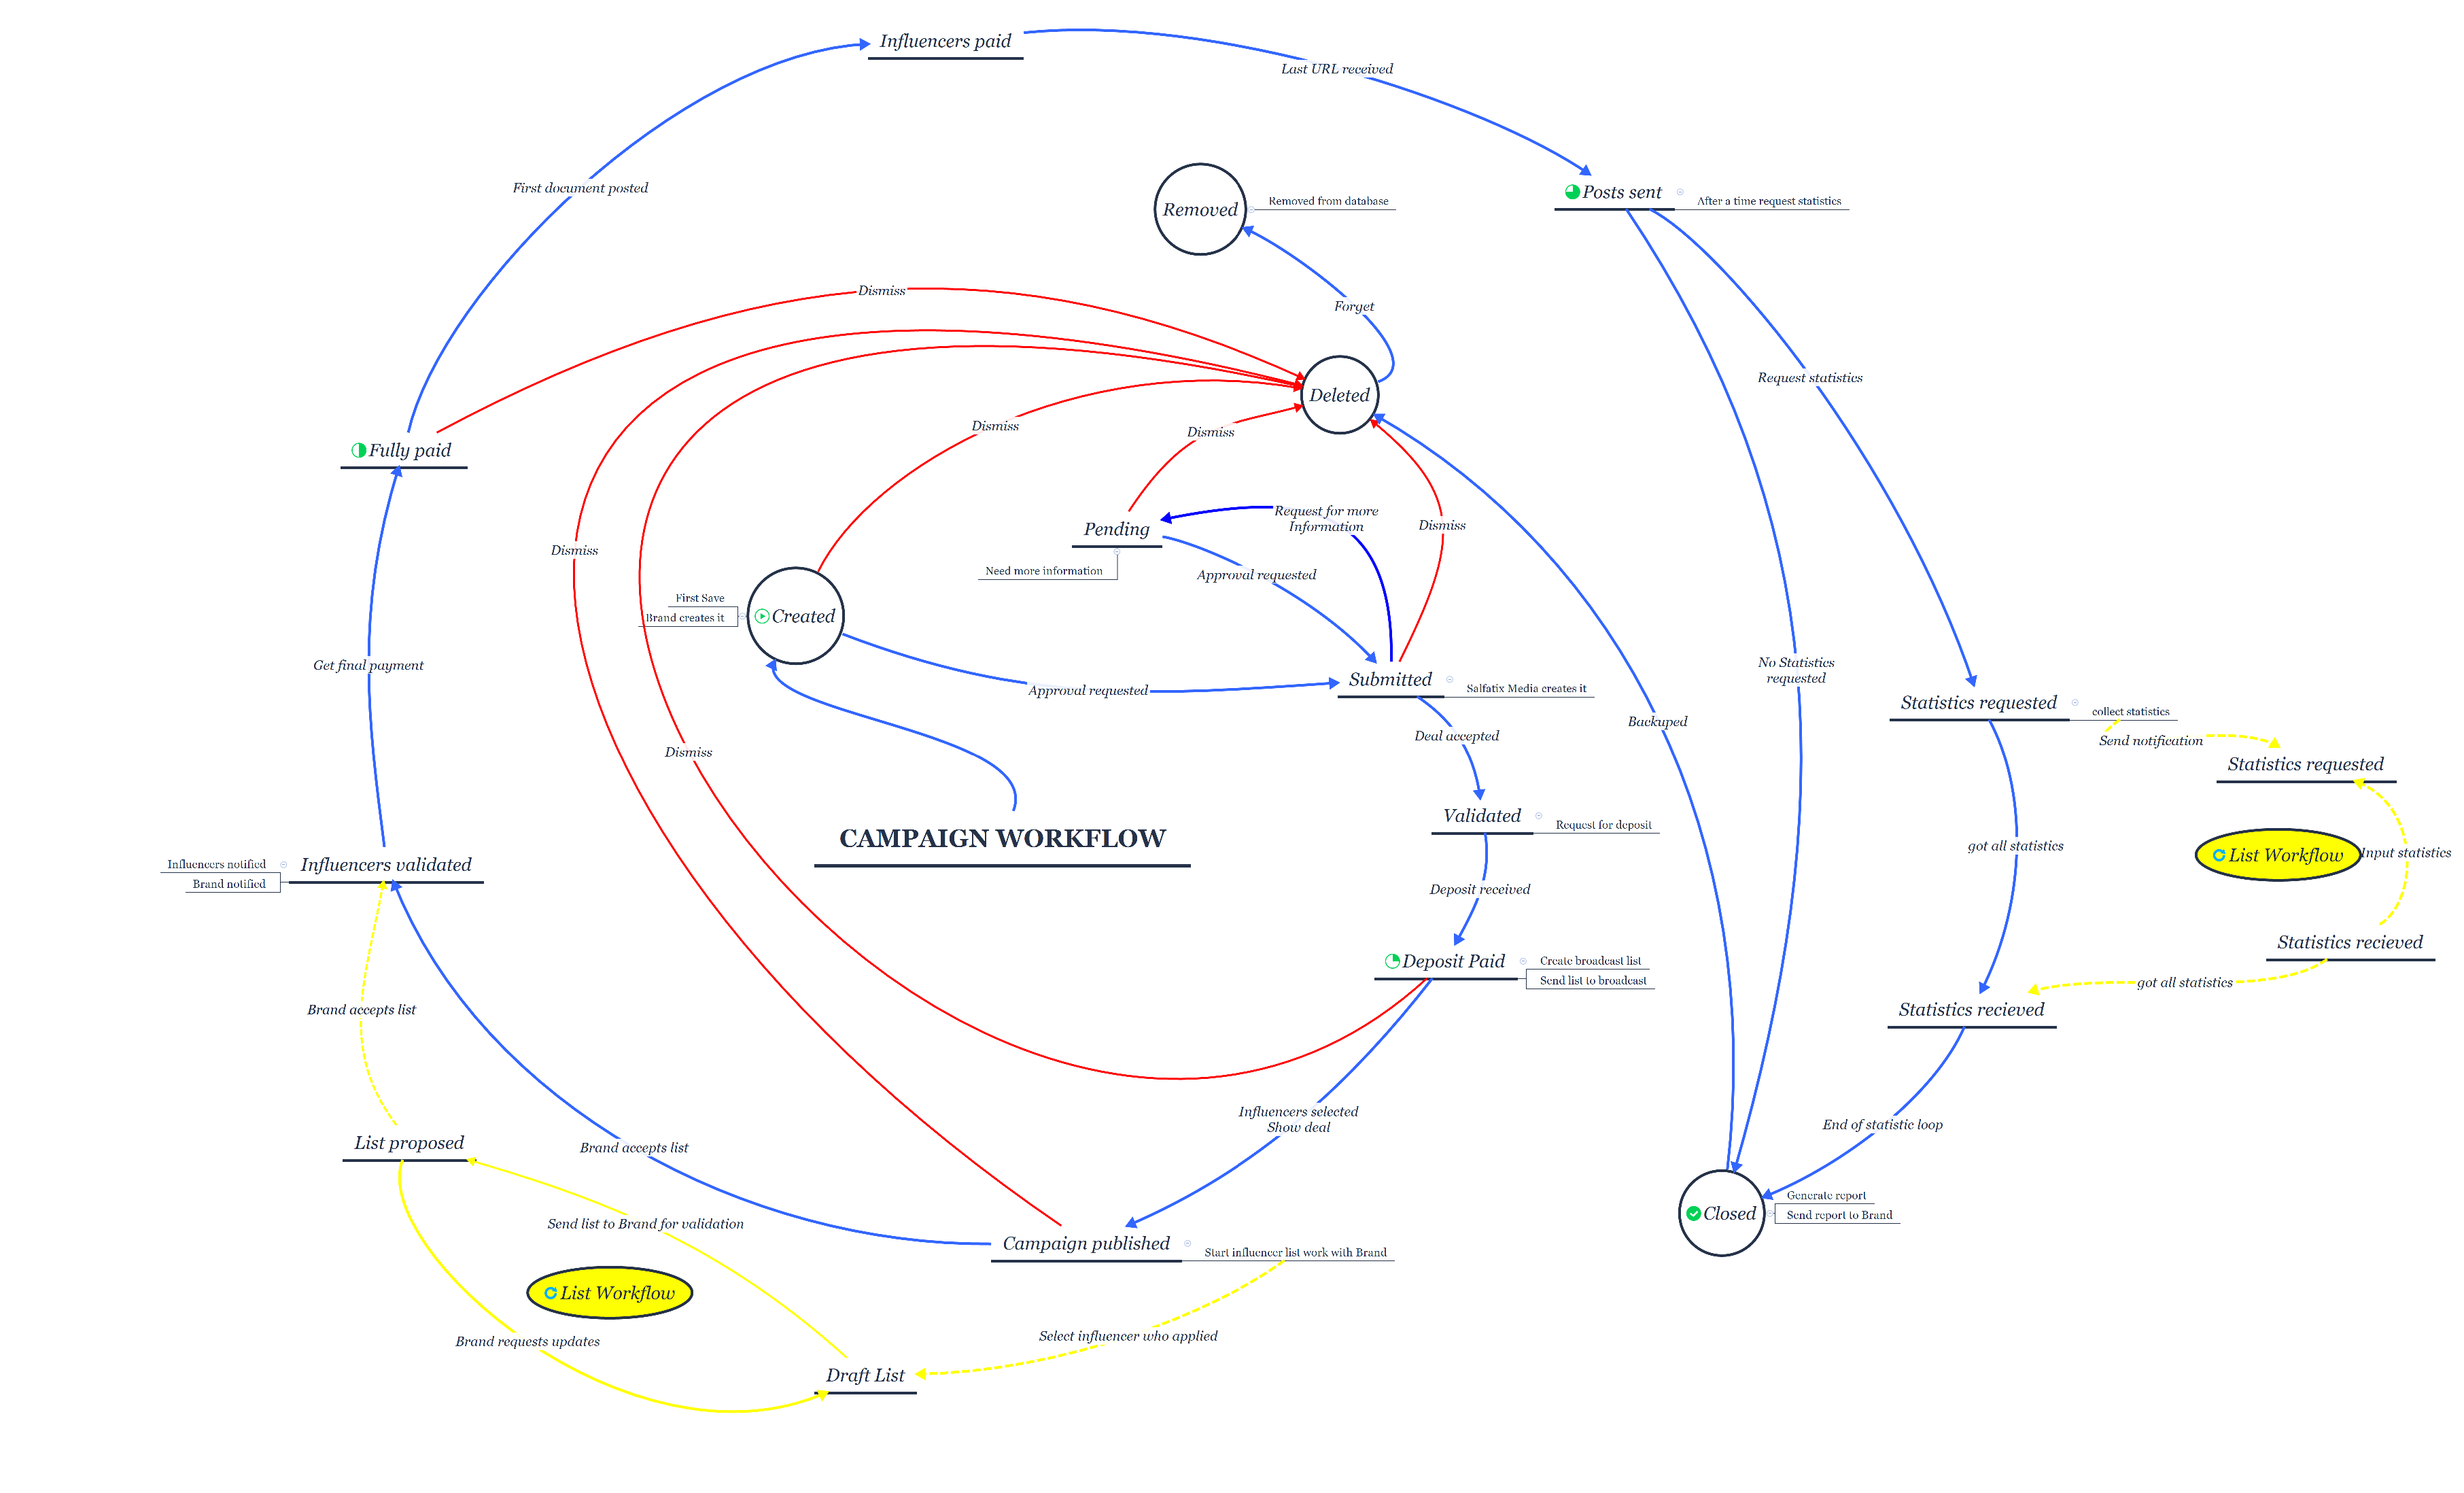 Influencers paid
Last URL received
First document posted
Removed
Removed from database
Posts sent
After a time request statistics
Dismiss
Forget
Request statistics
Deleted
Dismiss
Dismiss
Fully paid
Request for more
Information
Dismiss
Pending
Dismiss
Need more information
Approval requested
First Save
Brand creates it
Created
Get final payment
No Statistics
requested
Submitted
Salfatix Media creates it
Approval requested
Statistics requested
collect statistics
Backuped
Deal accepted
Send notification
Dismiss
Statistics requested
Validated
Request for deposit
CAMPAIGN WORKFLOW
got all statistics
List Workflow
Input statistics
Influencers notified
Influencers validated
Brand notified
Deposit received
Statistics recieved
Deposit Paid
Create broadcast list
Send list to broadcast
got all statistics
Brand accepts list
Statistics recieved
Influencers selected
Show deal
End of statistic loop
List proposed
Brand accepts list
Generate report
Closed
Send report to Brand
Send list to Brand for validation
Campaign published
Start influencer list work with Brand
List Workflow
Select influencer who applied
Brand requests updates
Draft List